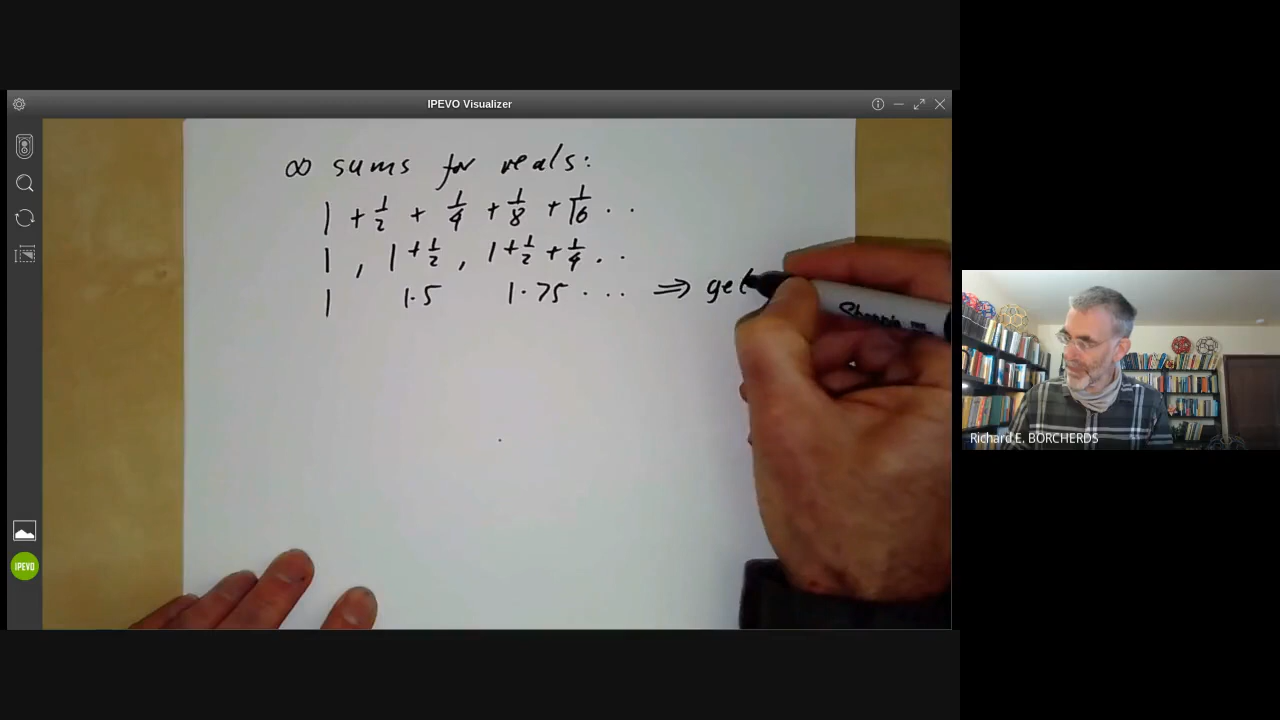 IPEVO Visualizer
∞ sums for reals:
1 + 1/2 + 1/4 + 1/8 + 1/16 . .
1 , 1 + 1/2 , 1 + 1/2 + 1/4 . . .
1 1.5 1.75 . . . ⇒ get
Sharpie
IPEVO
Richard E. BORCHERDS